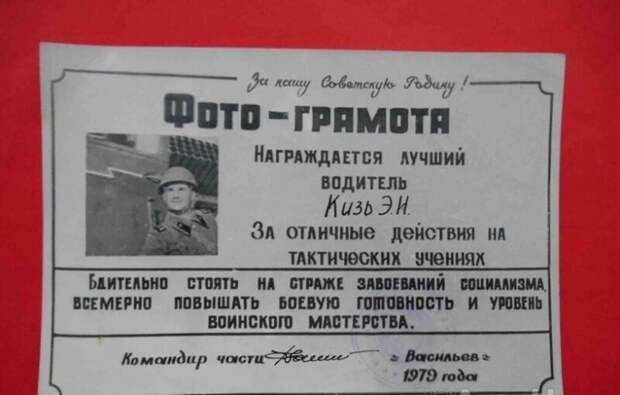 За нашу Советскую Родину!
ФОТО-ГРАМОТА
НАГРАЖДАЕТСЯ ЛУЧШИЙ
ВОДИТЕЛЬ
Кизь Э.И.
ЗА ОТЛИЧНЫЕ ДЕЙСТВИЯ НА
ТАКТИЧЕСКИХ УЧЕНИЯХ
БДИТЕЛЬНО СТОЯТЬ НА СТРАЖЕ ЗАВОЕВАНИЙ СОЦИАЛИЗМА,
ВСЕМЕРНО ПОВЫШАТЬ БОЕВУЮ ГОТОВНОСТЬ И УРОВЕНЬ
ВОИНСКОГО МАСТЕРСТВА.
Командир части "Васильев"
1979 года